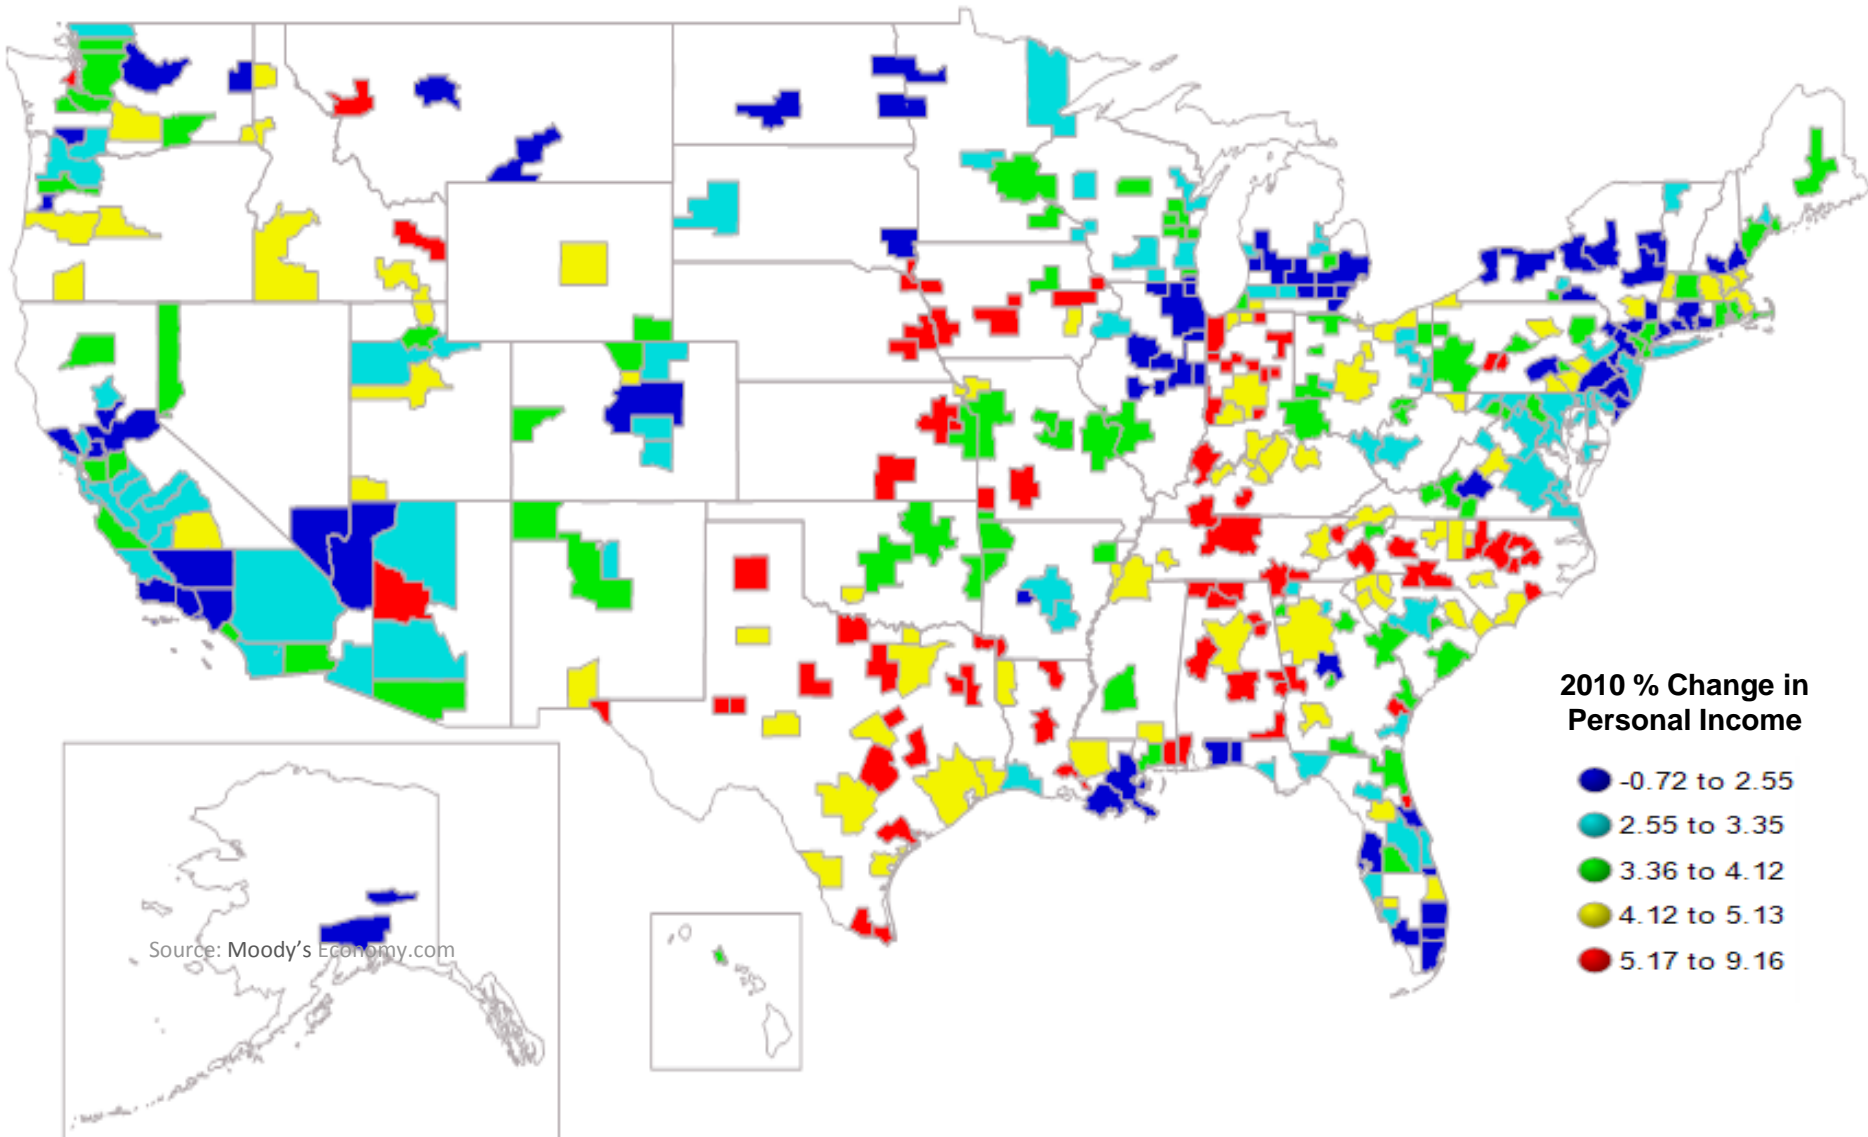 2010 % Change in
Personal Income
-0.72 to 2.55
2.55 to 3.35
3.36 to 4.12
4.12 to 5.13
5.17 to 9.16
Source: Moody’s Economy.com